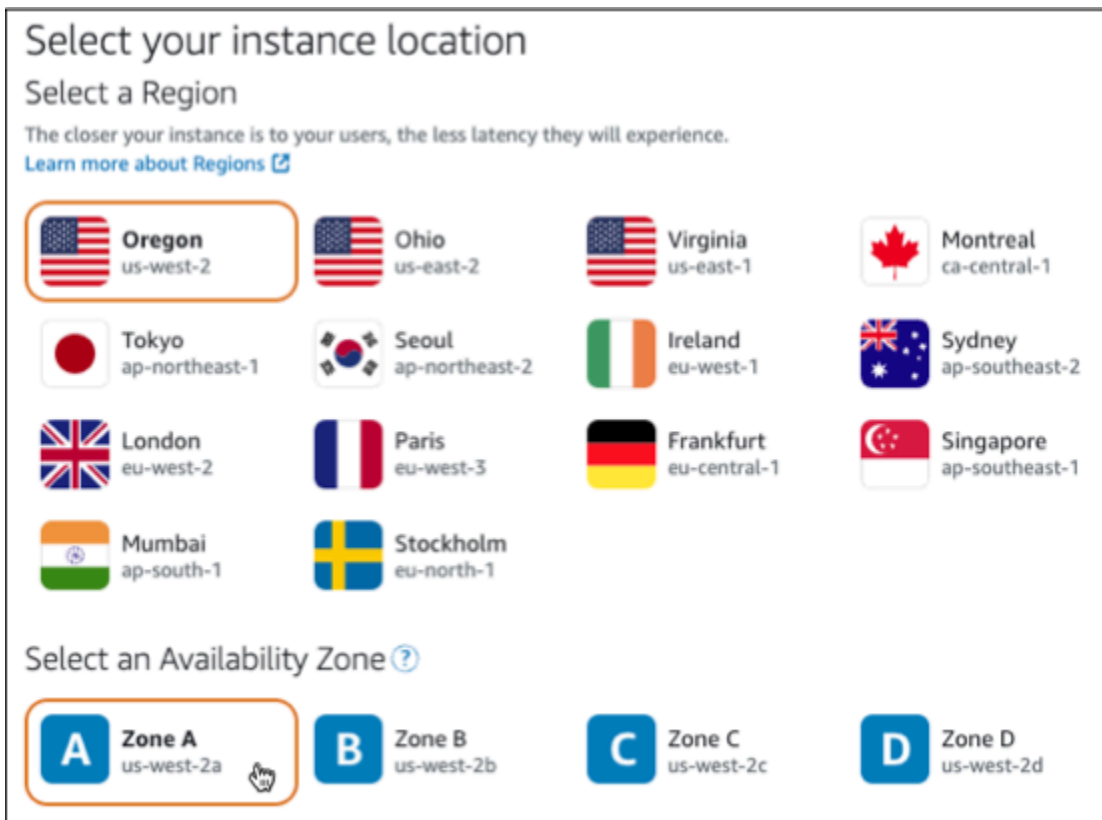 Select your instance location
Select a Region
The closer your instance is to your users, the less latency they will experience.
Learn more about Regions
Oregon Ohio Virginia Montreal
us-west-2 us-east-2 us-east-1 ca-central-1
Tokyo Seoul Ireland Sydney
ap-northeast-1 ap-northeast-2 eu-west-1 ap-southeast-2
London Paris Frankfurt Singapore
eu-west-2 eu-west-3 eu-central-1 ap-southeast-1
Mumbai Stockholm
ap-south-1 eu-north-1
Select an Availability Zone ?
A Zone A B Zone B C Zone C D Zone D
us-west-2a us-west-2b us-west-2c us-west-2d